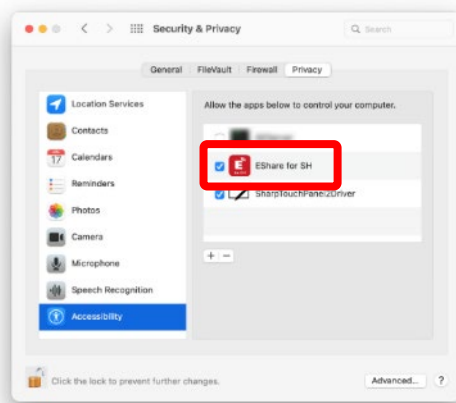 Security & Privacy
Search
General FileVault Firewall Privacy
Location Services
Contacts
Calendars
Reminders
Photos
Camera
Microphone
Speech Recognition
Accessibility
17
Allow the apps below to control your computer.
EShare for SH
SharpTouchPanel2Driver
+ −
Click the lock to prevent further changes.
Advanced... ?